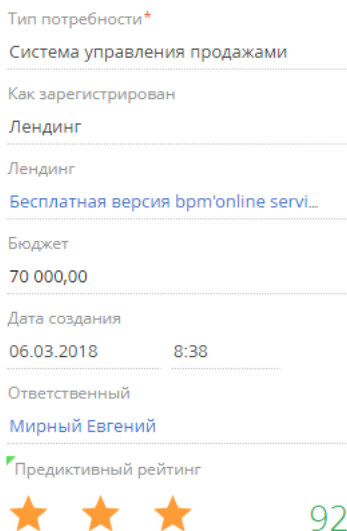 Тип потребности*
Система управления продажами
Как зарегистрирован
Лендинг
Лендинг
Бесплатная версия bpm'online servi...
Бюджет
70 000,00
Дата создания
06.03.2018 8:38
Ответственный
Мирный Евгений
Предиктивный рейтинг
92